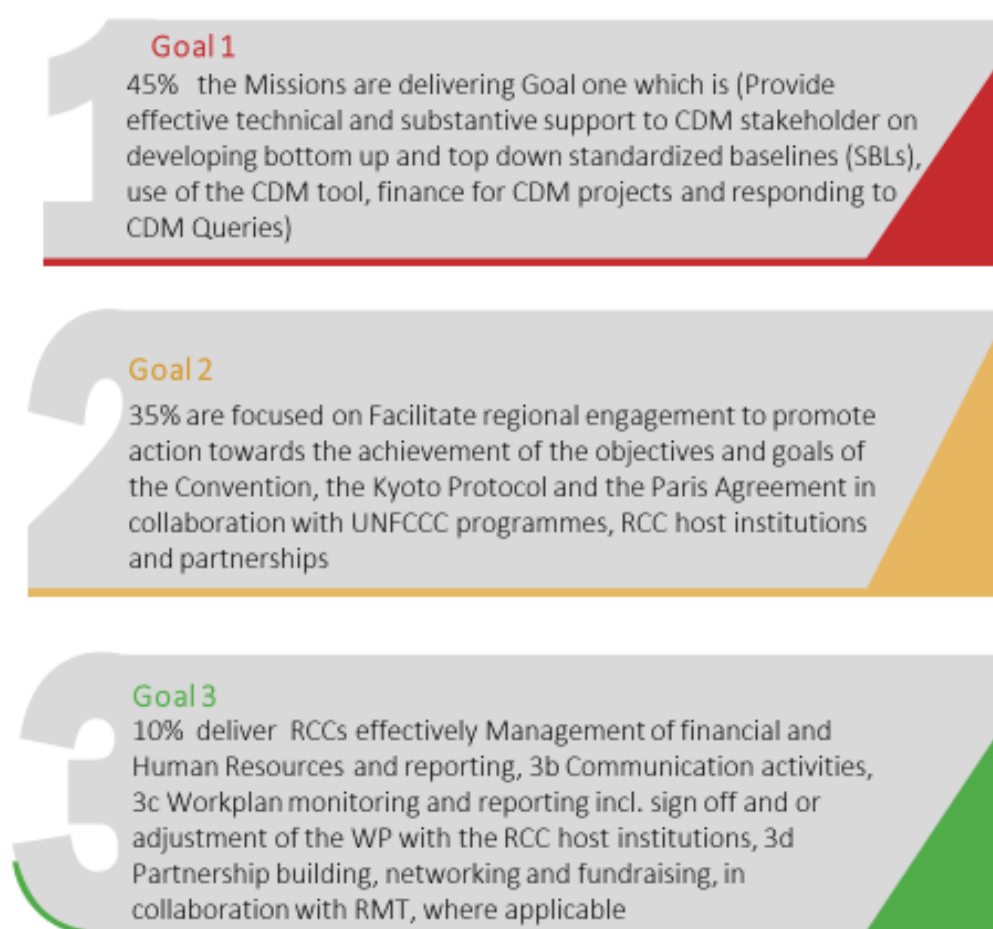 1
Goal 1
45% the Missions are delivering Goal one which is (Provide
effective technical and substantive support to CDM stakeholder on
developing bottom up and top down standardized baselines (SBLs),
use of the CDM tool, finance for CDM projects and responding to
CDM Queries)
2
Goal 2
35% are focused on Facilitate regional engagement to promote
action towards the achievement of the objectives and goals of
the Convention, the Kyoto Protocol and the Paris Agreement in
collaboration with UNFCCC programmes, RCC host institutions
and partnerships
3
Goal 3
10% deliver RCCs effectively Management of financial and
Human Resources and reporting, 3b Communication activities,
3c Workplan monitoring and reporting incl. sign off and or
adjustment of the WP with the RCC host institutions, 3d
Partnership building, networking and fundraising, in
collaboration with RMT, where applicable